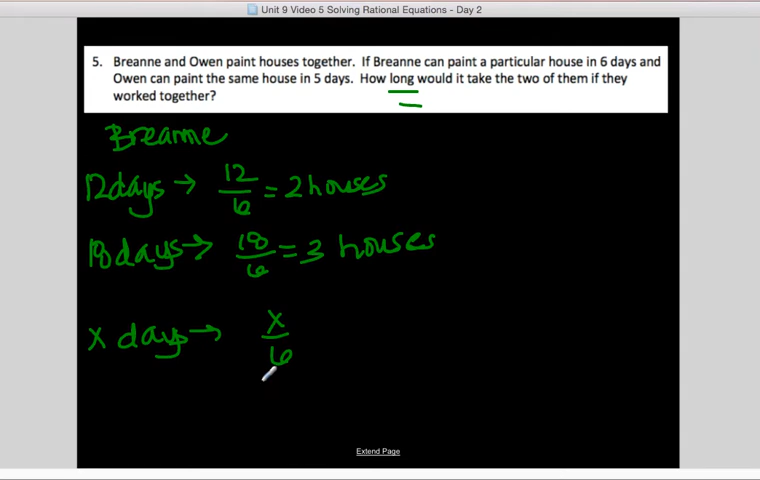 Unit 9 Video 5 Solving Rational Equations - Day 2
5. Breanne and Owen paint houses together. If Breanne can paint a particular house in 6 days and
Owen can paint the same house in 5 days. How long would it take the two of them if they
worked together?
Breanne
12 days → 12/6 = 2 houses
18 days → 18/6 = 3 houses
x days → x/6
Extend Page